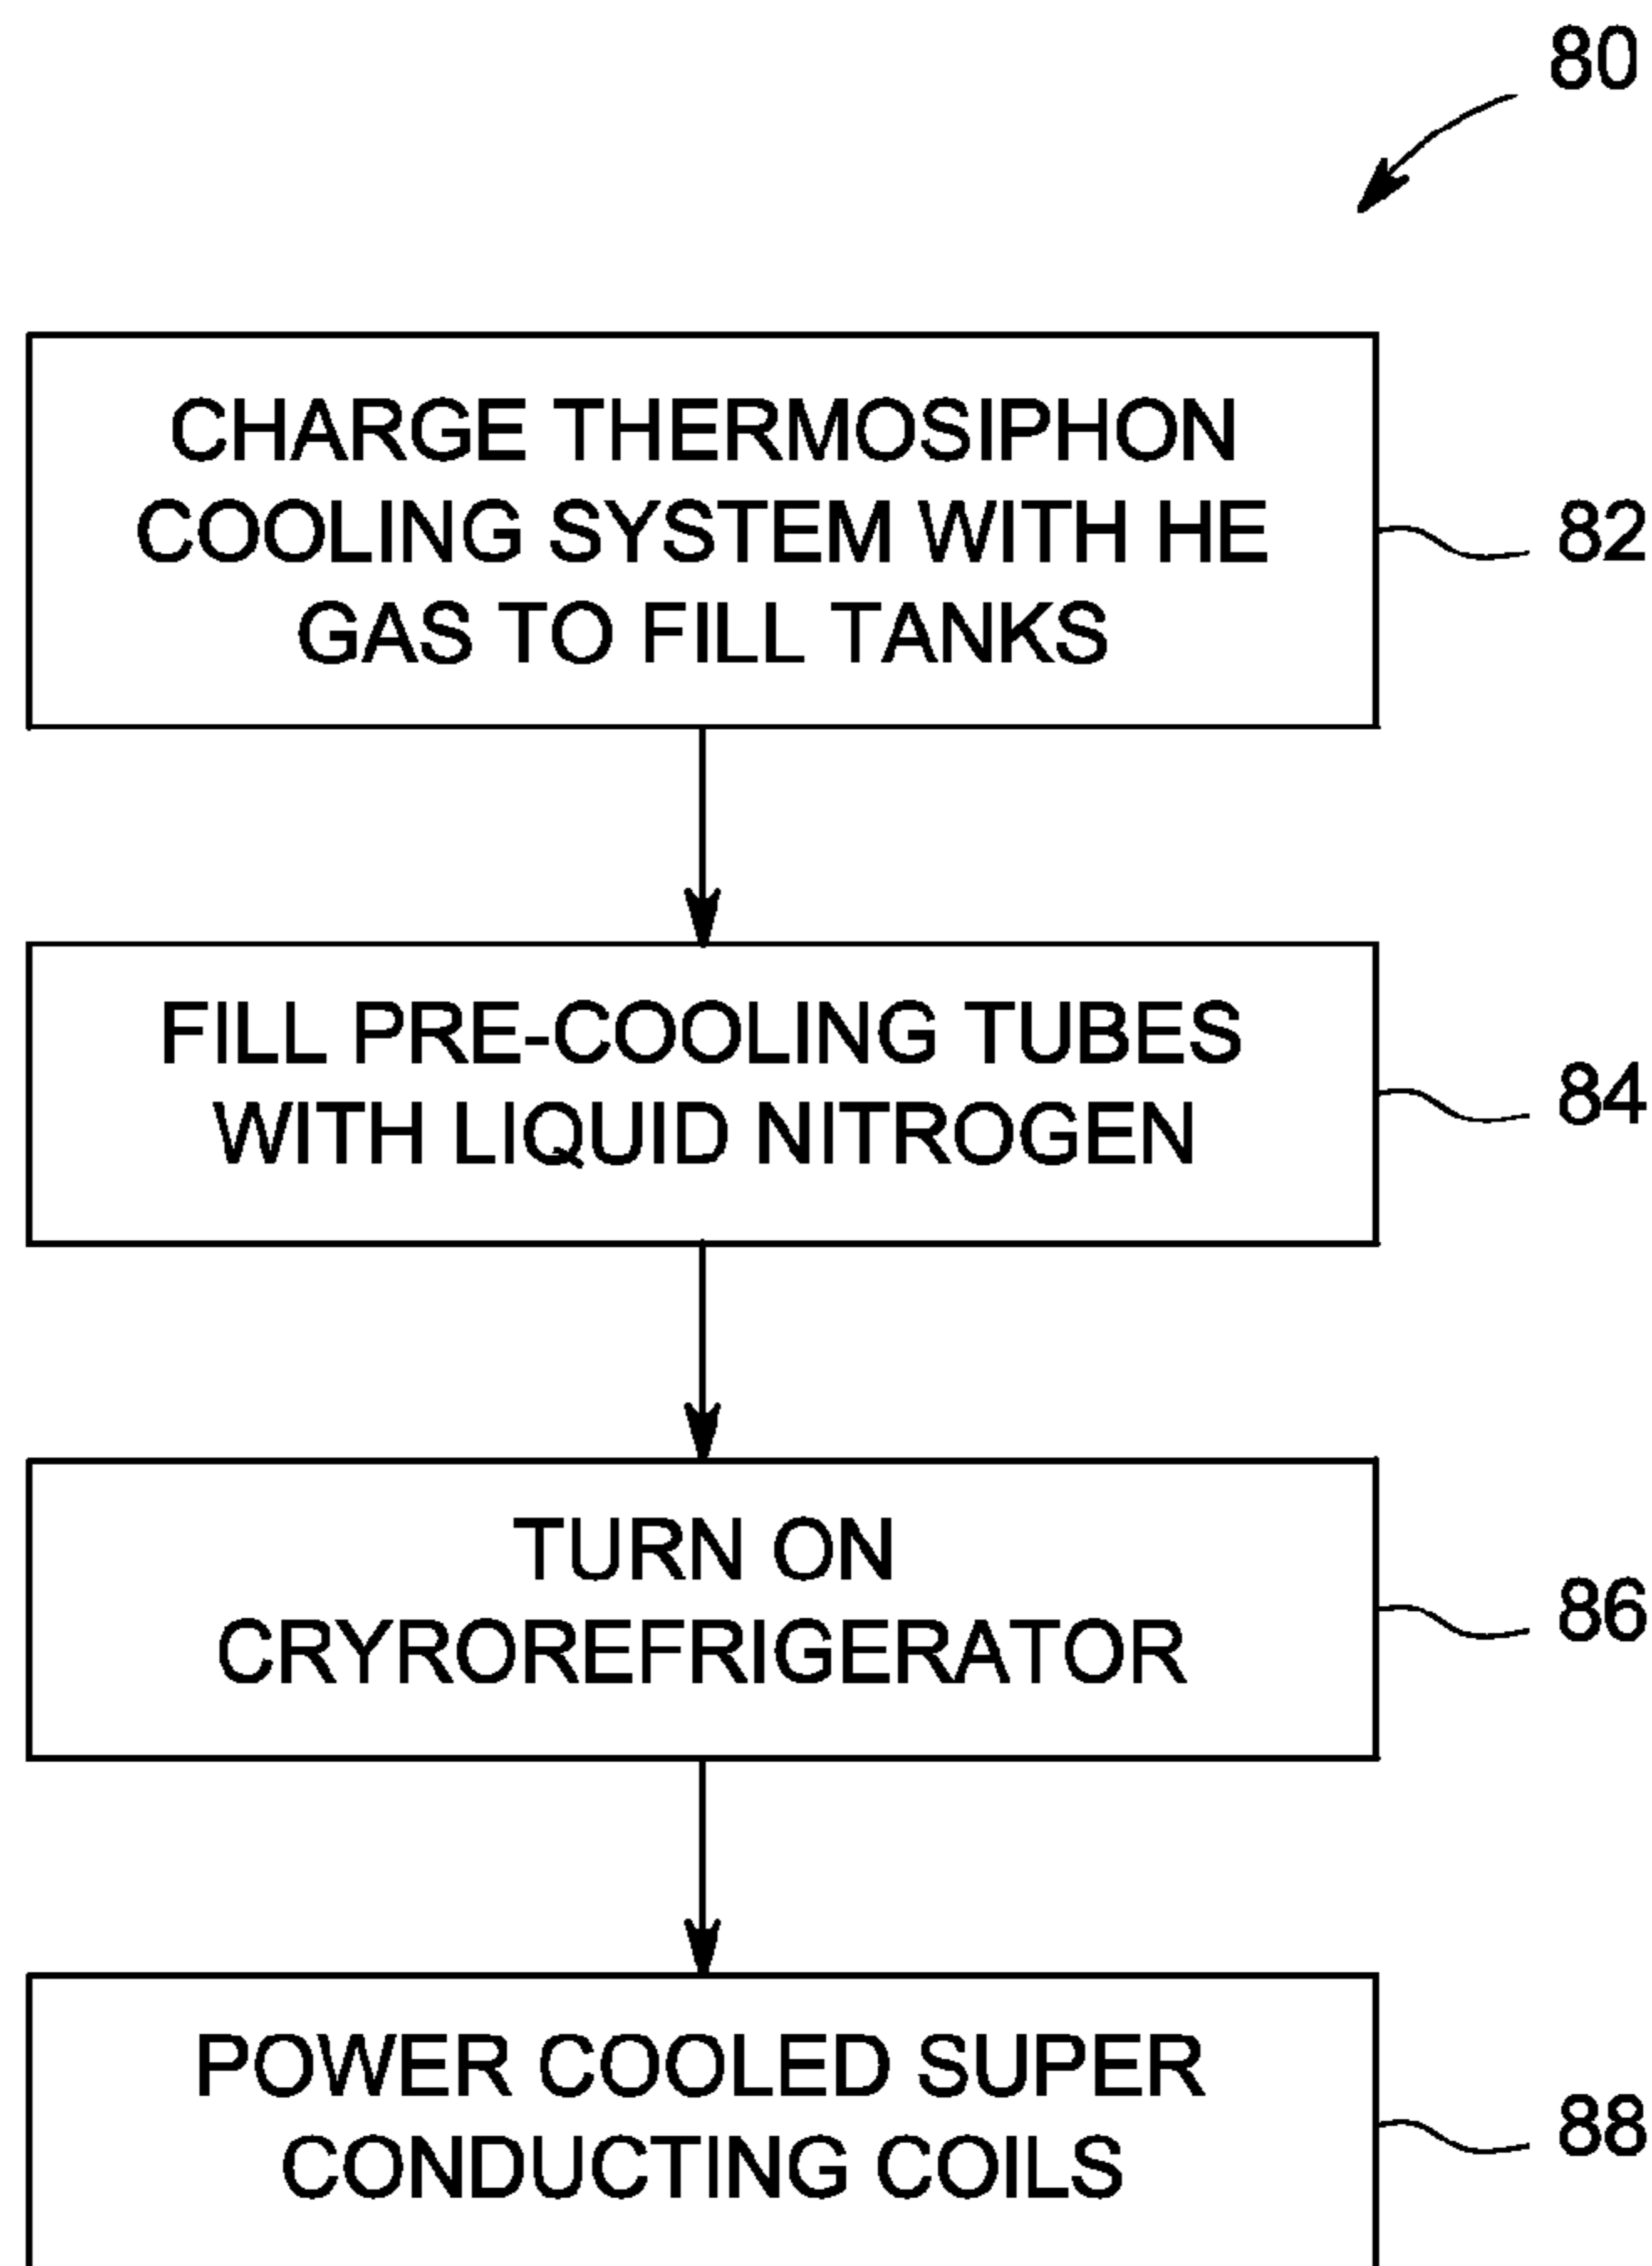 80
CHARGE THERMOSIPHON
COOLING SYSTEM WITH HE
GAS TO FILL TANKS
82
FILL PRE-COOLING TUBES
WITH LIQUID NITROGEN
84
TURN ON
CRYROREFRIGERATOR
86
POWER COOLED SUPER
CONDUCTING COILS
88